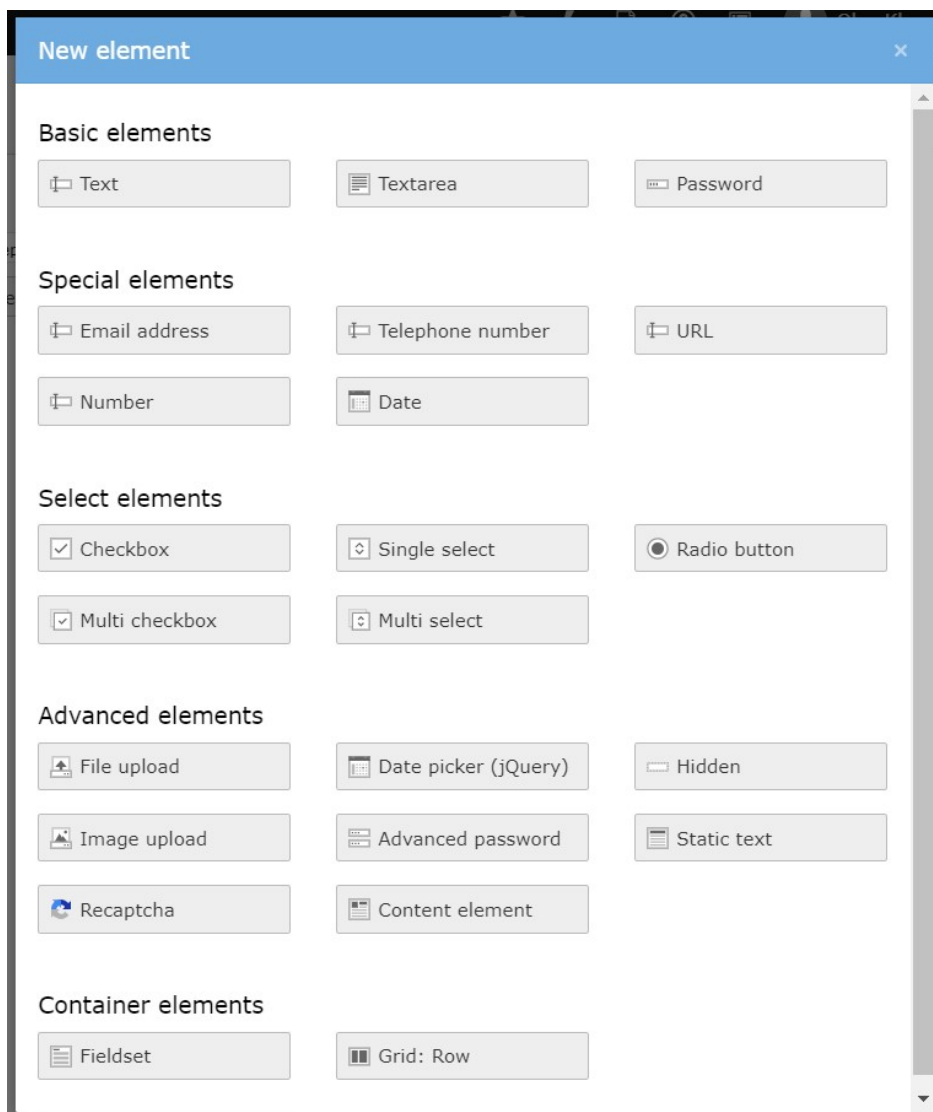 New element
Basic elements
Text Textarea Password
Special elements
Email address Telephone number URL
Number Date
Select elements
Checkbox Single select Radio button
Multi checkbox Multi select
Advanced elements
File upload Date picker (jQuery) Hidden
Image upload Advanced password Static text
Recaptcha Content element
Container elements
Fieldset Grid: Row